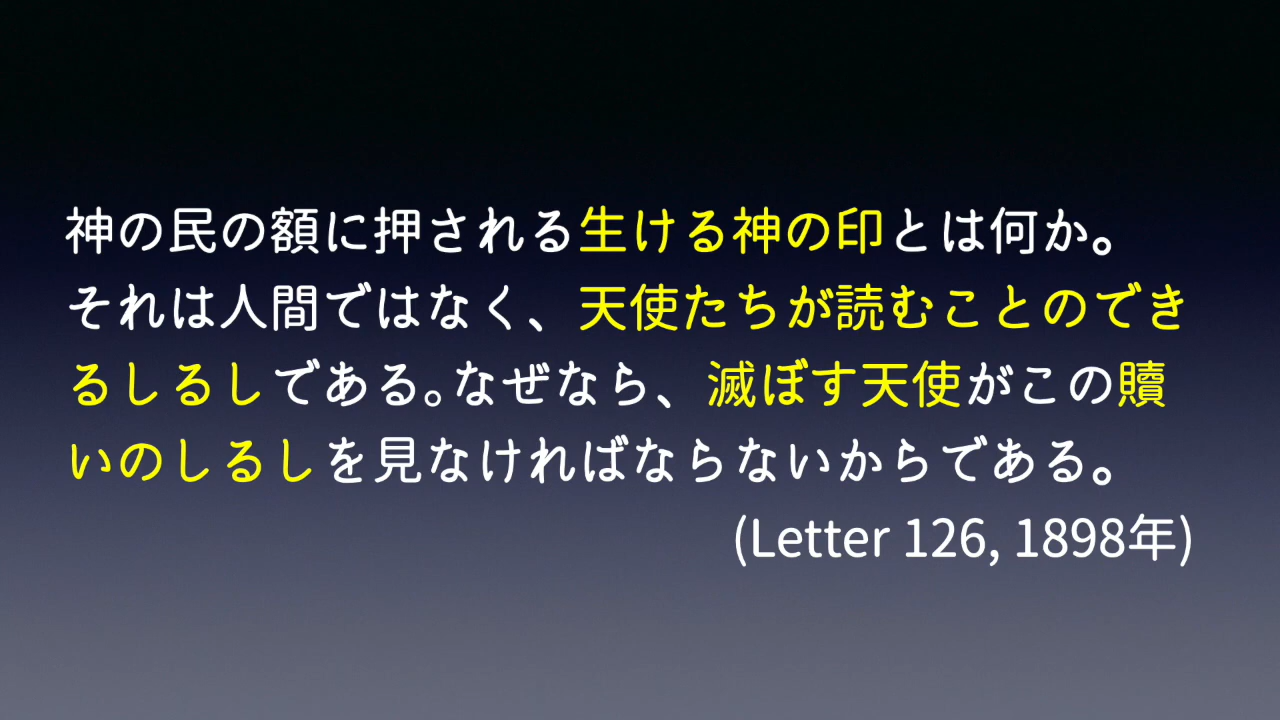 神の民の額に押される生ける神の印とは何か。
それは人間ではなく、天使たちが読むことのでき
るしるしである。なぜなら、滅ぼす天使がこの贖
いのしるしを見なければならないからである。
(Letter 126, 1898年)